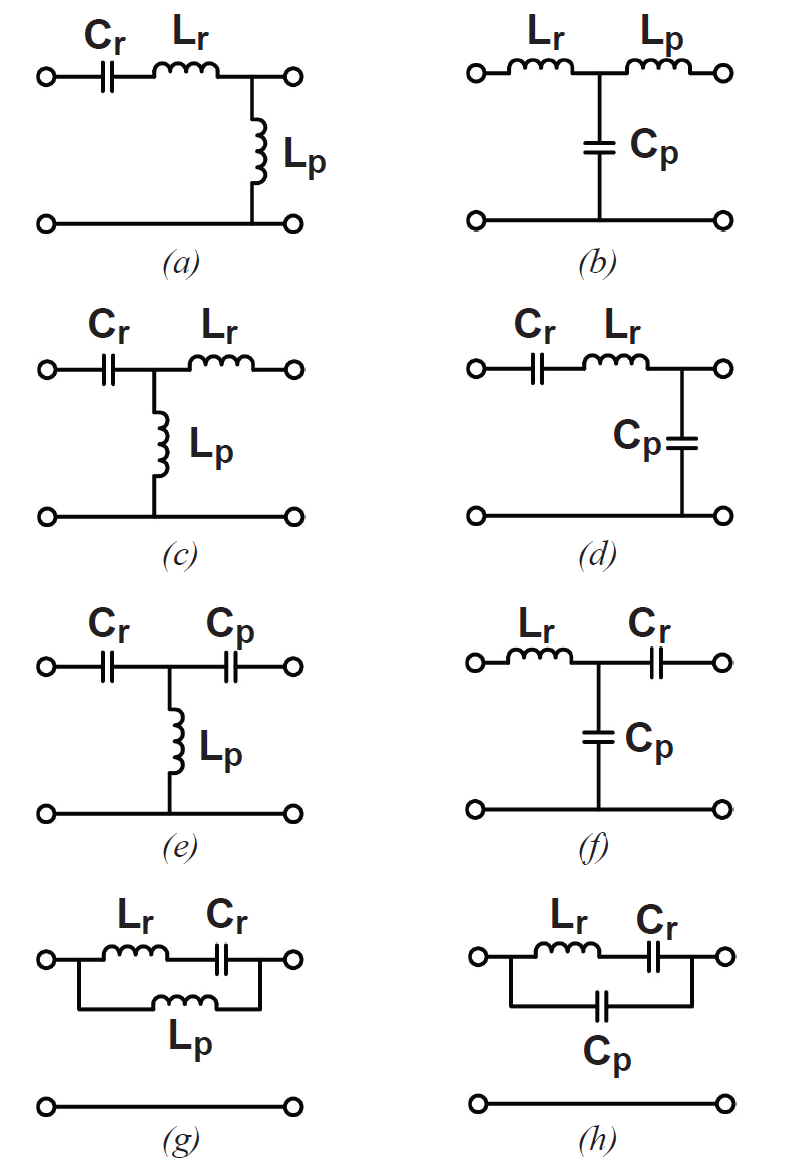 Cr Lr
Lp
(a)
Lr Lp
Cp
(b)
Cr Lr
Lp
(c)
Cr Lr
Cp
(d)
Cr Cp
Lp
(e)
Lr Cr
Cp
(f)
Lr Cr
Lp
(g)
Lr Cr
Cp
(h)